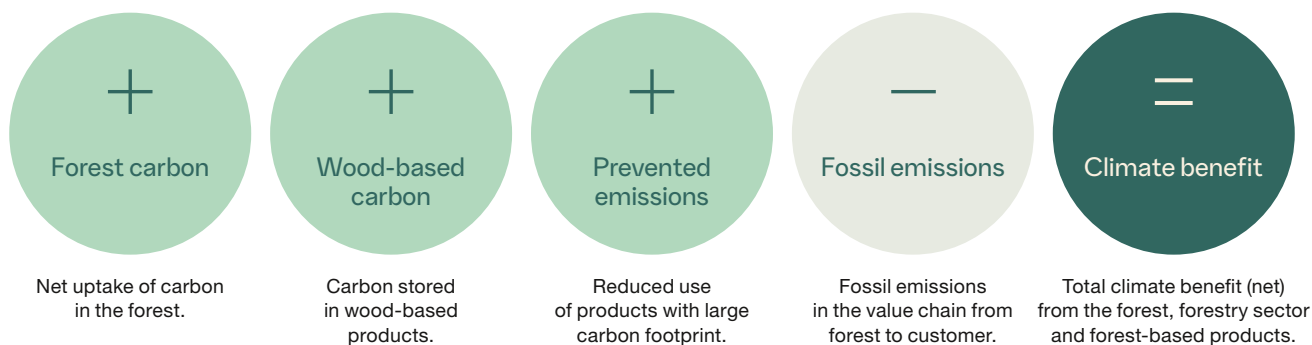 +
Forest carbon
Net uptake of carbon
in the forest.
+
Wood-based
carbon
Carbon stored
in wood-based
products.
+
Prevented
emissions
Reduced use
of products with large
carbon footprint.
−
Fossil emissions
Fossil emissions
in the value chain from
forest to customer.
=
Climate benefit
Total climate benefit (net)
from the forest, forestry sector
and forest-based products.